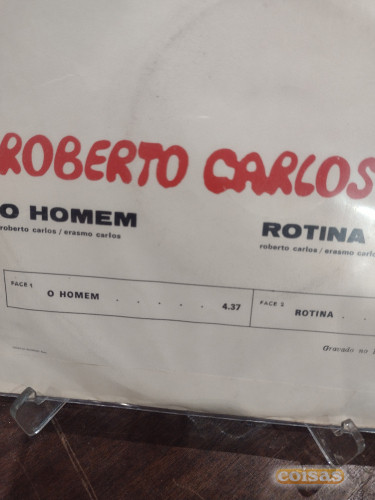 ROBERTO CARLOS
O HOMEM
roberto carlos / erasmo carlos
ROTINA
roberto carlos / erasmo carlo
FACE 1
O HOMEM . . . . . 4.37
FACE 2
ROTINA . .
Gravado no
coisas